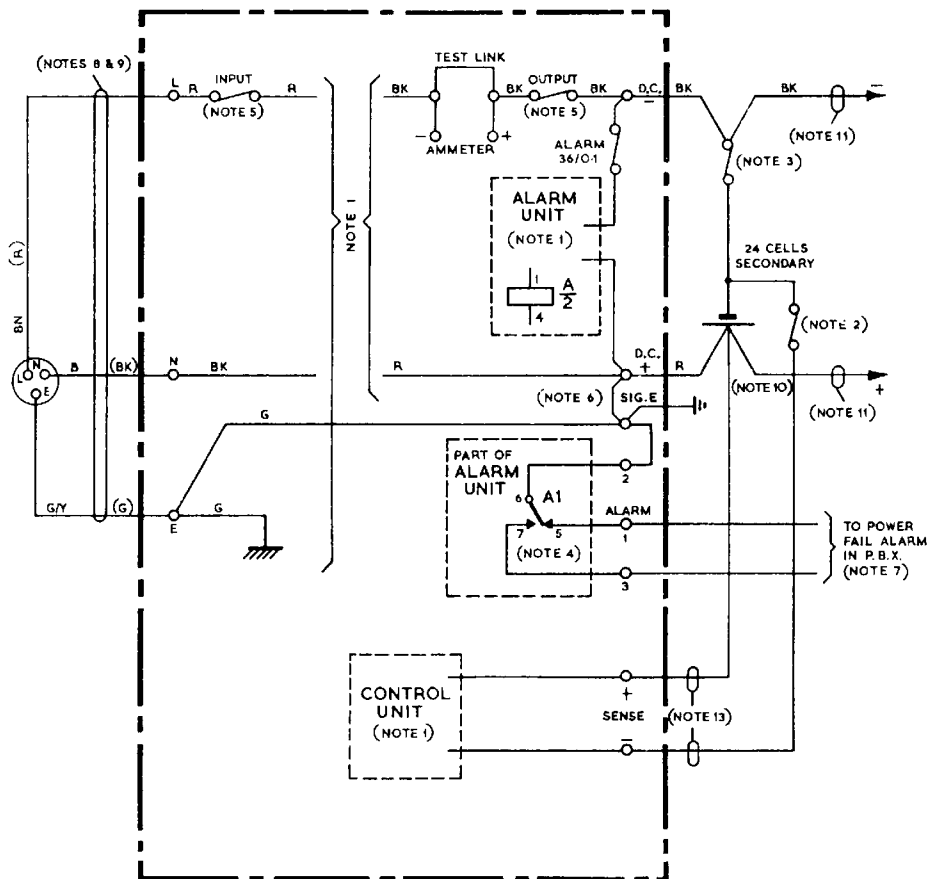 (NOTES 8 & 9)
L
R
INPUT
R
(NOTE 5)
NOTE 1
BK
TEST LINK
BK
OUTPUT
BK
(NOTE 5)
D.C.
−
BK
BK
−
(NOTE 11)
− +
AMMETER
ALARM
36/0·1
(NOTE 3)
ALARM
UNIT
(NOTE 1)
1
A
2
4
24 CELLS
SECONDARY
(NOTE 2)
(R)
BN
L N
E
B
(BK)
N
BK
R
D.C.
+
R
(NOTE 10)
+
(NOTE 11)
(NOTE 6)
SIG.E
G
PART OF
ALARM
UNIT
2
6
A1
7 5
(NOTE 4)
ALARM
1
3
TO POWER
FAIL ALARM
IN P.B.X.
(NOTE 7)
G/Y
(G)
E
G
CONTROL
UNIT
(NOTE 1)
+
SENSE
−
(NOTE 13)